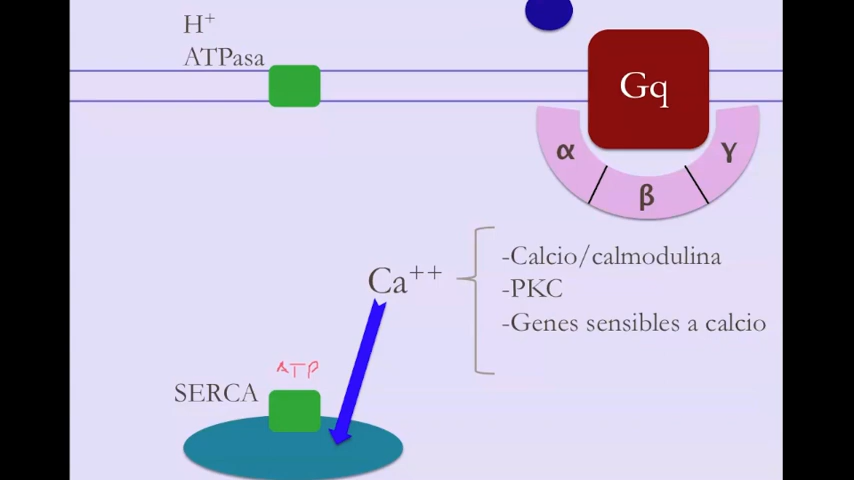 H⁺
ATPasa
Gq
α
β
γ
Ca⁺⁺
-Calcio/calmodulina
-PKC
-Genes sensibles a calcio
ATP
SERCA